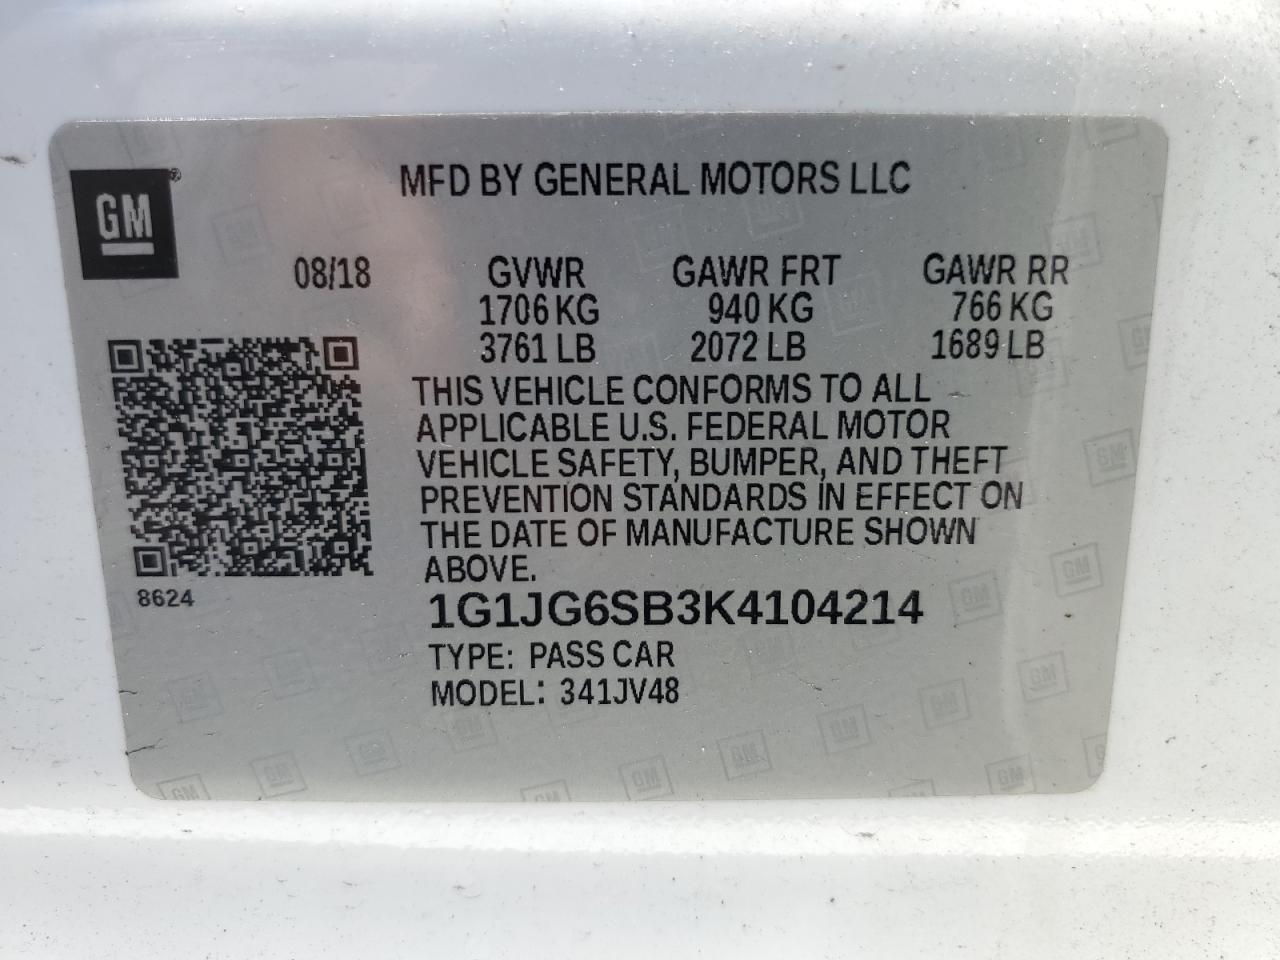 MFD BY GENERAL MOTORS LLC
GM®
08/18 GVWR GAWR FRT GAWR RR
1706 KG 940 KG 766 KG
3761 LB 2072 LB 1689 LB
THIS VEHICLE CONFORMS TO ALL
APPLICABLE U.S. FEDERAL MOTOR
VEHICLE SAFETY, BUMPER, AND THEFT
PREVENTION STANDARDS IN EFFECT ON
THE DATE OF MANUFACTURE SHOWN
ABOVE.
8624
1G1JG6SB3K4104214
TYPE: PASS CAR
MODEL: 341JV48